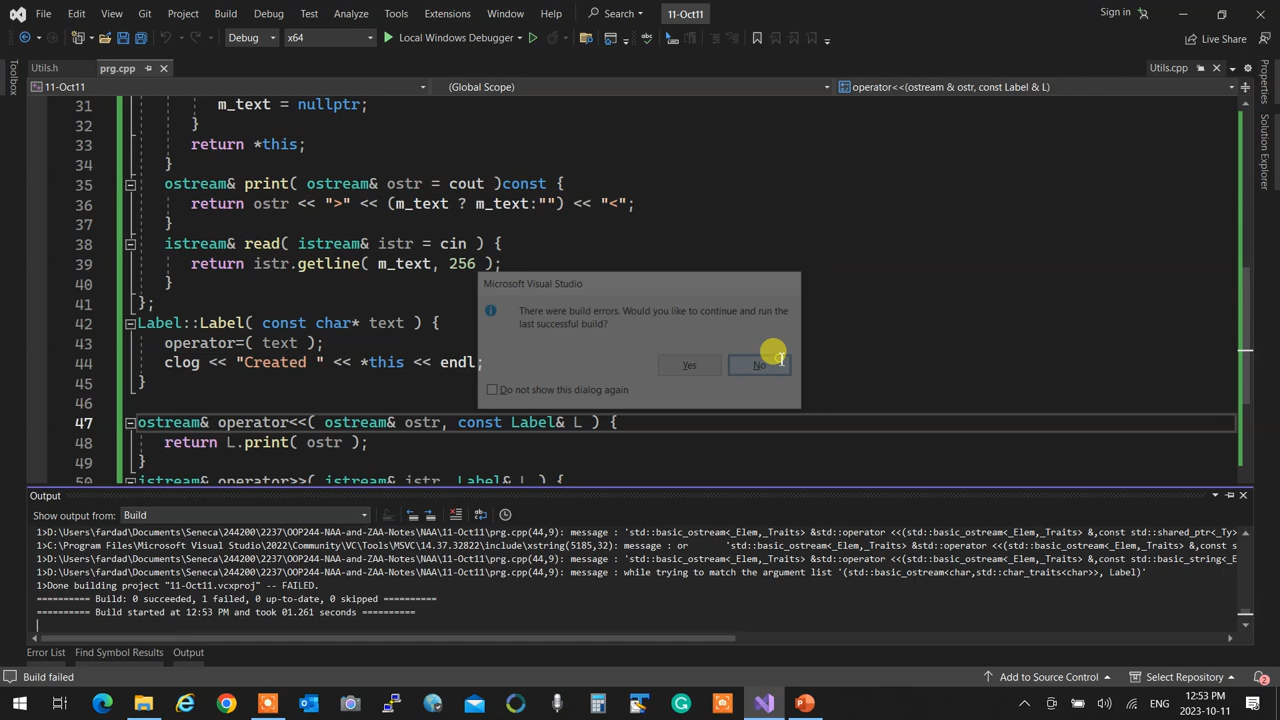 File Edit View Git Project Build Debug Test Analyze Tools Extensions Window Help Search 11-Oct11 Sign in
Debug x64 Local Windows Debugger Live Share
Utils.h prg.cpp Utils.cpp
11-Oct11 (Global Scope) operator<<(ostream & ostr, const Label & L)
Toolbox
Properties
Solution Explorer
31 m_text = nullptr;
32 }
33 return *this;
34 }
35 ostream& print( ostream& ostr = cout )const {
36 return ostr << ">" << (m_text ? m_text:"") << "<";
37 }
38 istream& read( istream& istr = cin ) {
39 return istr.getline( m_text, 256 );
40 }
41 };
42 Label::Label( const char* text ) {
43 operator=( text );
44 clog << "Created " << *this << endl;
45 }
46
47 ostream& operator<<( ostream& ostr, const Label& L ) {
48 return L.print( ostr );
49 }
50 istream& operator>>( istream& istr, Label& L ) {
Microsoft Visual Studio
There were build errors. Would you like to continue and run the
last successful build?
Yes No
Do not show this dialog again
Output
Show output from: Build
1>D:\Users\fardad\Documents\Seneca\244200\2237\OOP244-NAA-and-ZAA-Notes\NAA\11-Oct11\prg.cpp(44,9): message : 'std::basic_ostream<_Elem,_Traits> &std::operator <<(std::basic_ostream<_Elem,_Traits> &,const std::shared_ptr<_Ty>
1>C:\Program Files\Microsoft Visual Studio\2022\Community\VC\Tools\MSVC\14.37.32822\include\xstring(5185,32): message : or 'std::basic_ostream<_Elem,_Traits> &std::operator <<(std::basic_ostream<_Elem,_Traits> &,const s
1>D:\Users\fardad\Documents\Seneca\244200\2237\OOP244-NAA-and-ZAA-Notes\NAA\11-Oct11\prg.cpp(44,9): message : 'std::basic_ostream<_Elem,_Traits> &std::operator <<(std::basic_ostream<_Elem,_Traits> &,const std::basic_string<_E
1>D:\Users\fardad\Documents\Seneca\244200\2237\OOP244-NAA-and-ZAA-Notes\NAA\11-Oct11\prg.cpp(44,9): message : while trying to match the argument list '(std::basic_ostream<char,std::char_traits<char>>, Label)'
1>Done building project "11-Oct11.vcxproj" -- FAILED.
========== Build: 0 succeeded, 1 failed, 0 up-to-date, 0 skipped ==========
========== Build started at 12:53 PM and took 01.261 seconds ==========
Error List Find Symbol Results Output
Build failed Add to Source Control Select Repository
ENG 12:53 PM
2023-10-11